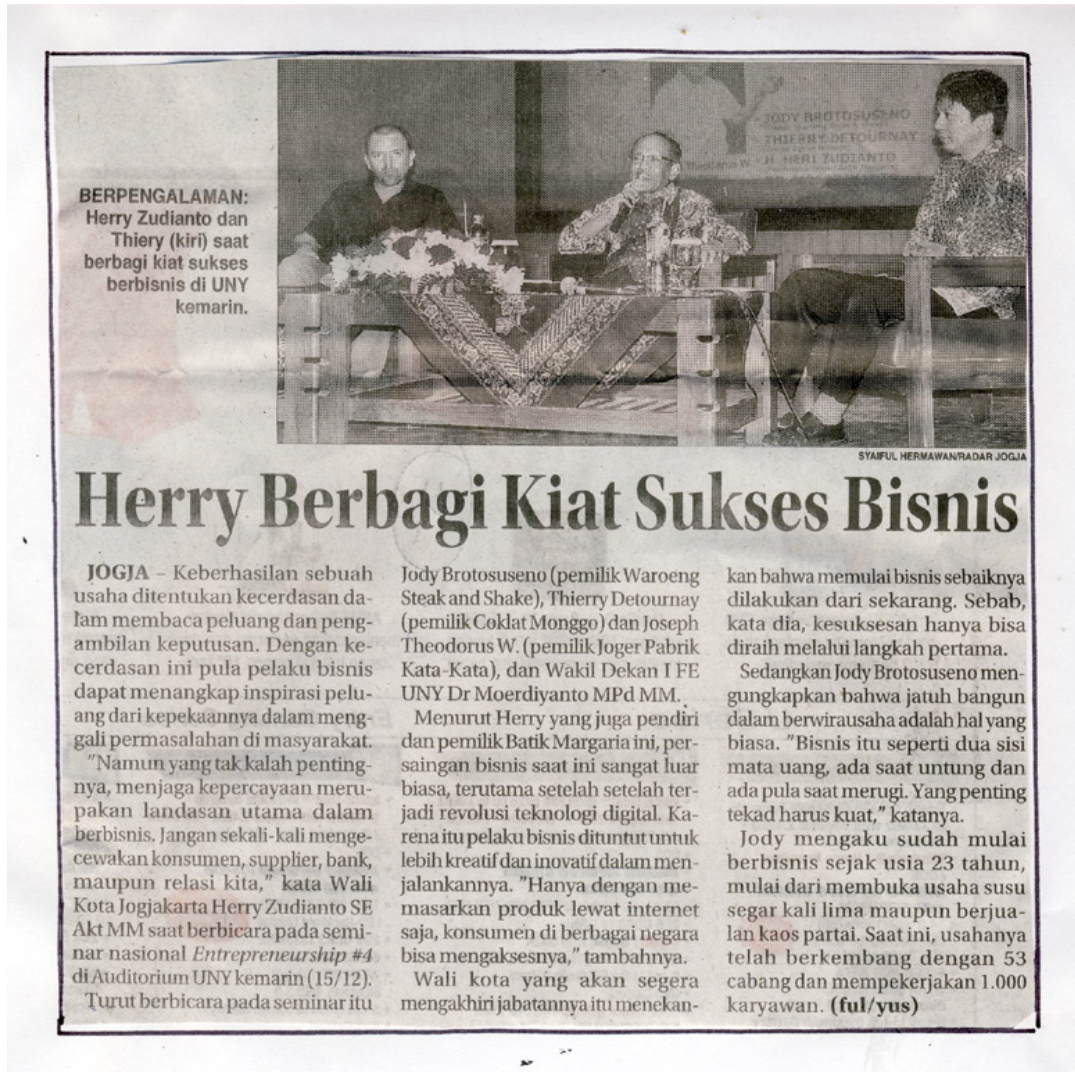 JODY BROTOSUSENO
THIERRY DETOURNAY
H. HERI ZUDIANTO
BERPENGALAMAN:
Herry Zudianto dan
Thiery (kiri) saat
berbagi kiat sukses
berbisnis di UNY
kemarin.
SYAIFUL HERMAWAN/RADAR JOGJA
Herry Berbagi Kiat Sukses Bisnis
JOGJA – Keberhasilan sebuah
usaha ditentukan kecerdasan da-
lam membaca peluang dan peng-
ambilan keputusan. Dengan ke-
cerdasan ini pula pelaku bisnis
dapat menangkap inspirasi pelu-
ang dari kepekaannya dalam meng-
gali permasalahan di masyarakat.
"Namun yang tak kalah penting-
nya, menjaga kepercayaan meru-
pakan landasan utama dalam
berbisnis. Jangan sekali-kali menge-
cewakan konsumen, supplier, bank,
maupun relasi kita," kata Wali
Kota Jogjakarta Herry Zudianto SE
Akt MM saat berbicara pada semi-
nar nasional Entrepreneurship #4
di Auditorium UNY kemarin (15/12).
Turut berbicara pada seminar itu
Jody Brotosuseno (pemilik Waroeng
Steak and Shake), Thierry Detournay
(pemilik Coklat Monggo) dan Joseph
Theodorus W. (pemilik Joger Pabrik
Kata-Kata), dan Wakil Dekan I FE
UNY Dr Moerdiyanto MPd MM.
Menurut Herry yang juga pendiri
dan pemilik Batik Margaria ini, per-
saingan bisnis saat ini sangat luar
biasa, terutama setelah setelah ter-
jadi revolusi teknologi digital. Ka-
rena itu pelaku bisnis dituntut untuk
lebih kreatif dan inovatif dalam men-
jalankannya. "Hanya dengan me-
masarkan produk lewat internet
saja, konsumen di berbagai negara
bisa mengaksesnya," tambahnya.
Wali kota yang akan segera
mengakhiri jabatannya itu menekan-
kan bahwa memulai bisnis sebaiknya
dilakukan dari sekarang. Sebab,
kata dia, kesuksesan hanya bisa
diraih melalui langkah pertama.
Sedangkan Jody Brotosuseno men-
gungkapkan bahwa jatuh bangun
dalam berwirausaha adalah hal yang
biasa. "Bisnis itu seperti dua sisi
mata uang, ada saat untung dan
ada pula saat merugi. Yang penting
tekad harus kuat," katanya.
Jody mengaku sudah mulai
berbisnis sejak usia 23 tahun,
mulai dari membuka usaha susu
segar kali lima maupun berjua-
lan kaos partai. Saat ini, usahanya
telah berkembang dengan 53
cabang dan mempekerjakan 1.000
karyawan. (ful/yus)